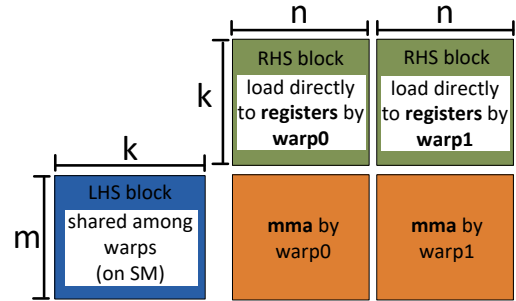 n
n
k
RHS block
load directly
to registers by
warp0
RHS block
load directly
to registers by
warp1
k
m
LHS block
shared among
warps
(on SM)
mma by
warp0
mma by
warp1